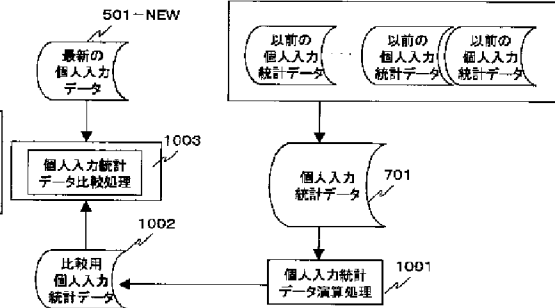 501-NEW
最新の
個人入力
データ
以前の
個人入力
統計データ
以前の
個人入力
統計データ
以前の
個人入力
統計データ
1003
個人入力統計
データ比較処理
個人入力
統計データ
701
1002
比較用
個人入力
統計データ
個人入力統計
データ演算処理
1001